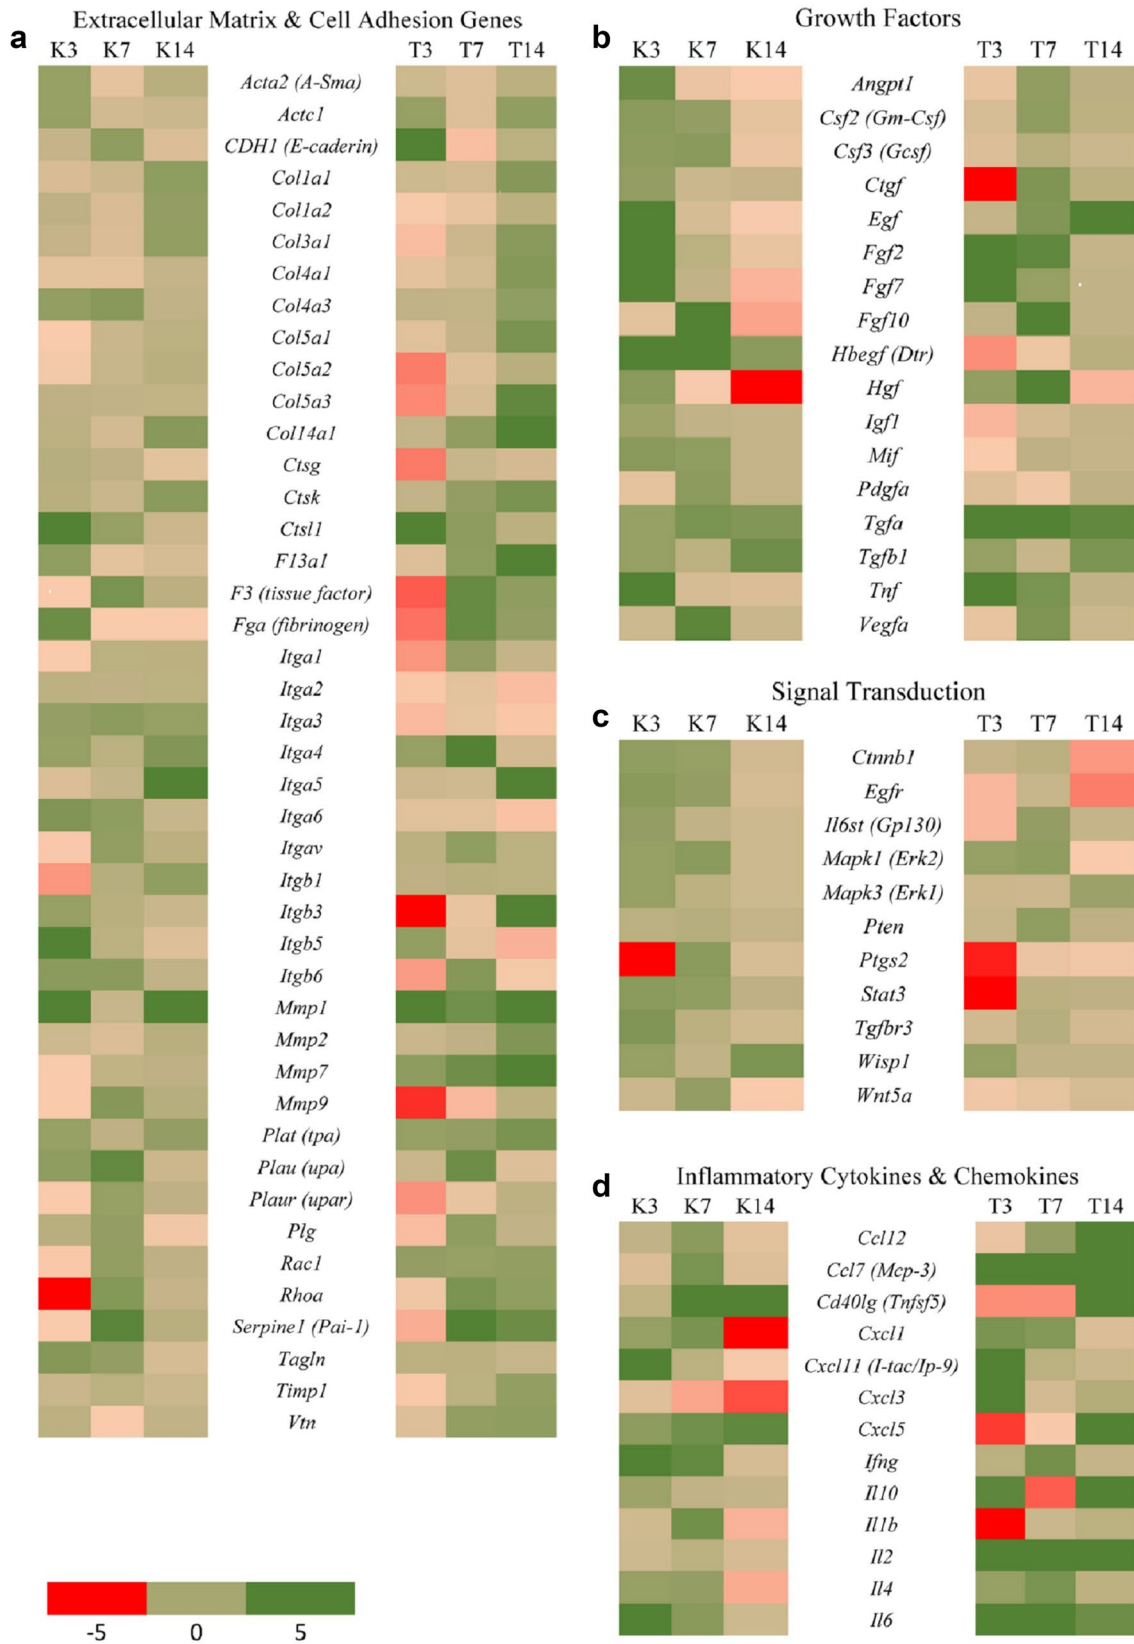 a
Extracellular Matrix & Cell Adhesion Genes
K3 K7 K14 T3 T7 T14
Acta2 (A-Sma)
Actc1
CDH1 (E-caderin)
Col1a1
Col1a2
Col3a1
Col4a1
Col4a3
Col5a1
Col5a2
Col5a3
Col14a1
Ctsg
Ctsk
Ctsl1
F13a1
F3 (tissue factor)
Fga (fibrinogen)
Itga1
Itga2
Itga3
Itga4
Itga5
Itga6
Itgav
Itgb1
Itgb3
Itgb5
Itgb6
Mmp1
Mmp2
Mmp7
Mmp9
Plat (tpa)
Plau (upa)
Plaur (upar)
Plg
Rac1
Rhoa
Serpine1 (Pai-1)
Tagln
Timp1
Vtn
-5 0 5
b
Growth Factors
K3 K7 K14 T3 T7 T14
Angpt1
Csf2 (Gm-Csf)
Csf3 (Gcsf)
Ctgf
Egf
Fgf2
Fgf7
Fgf10
Hbegf (Dtr)
Hgf
Igf1
Mif
Pdgfa
Tgfa
Tgfb1
Tnf
Vegfa
c
Signal Transduction
K3 K7 K14 T3 T7 T14
Ctnnb1
Egfr
Il6st (Gp130)
Mapk1 (Erk2)
Mapk3 (Erk1)
Pten
Ptgs2
Stat3
Tgfbr3
Wisp1
Wnt5a
d
Inflammatory Cytokines & Chemokines
K3 K7 K14 T3 T7 T14
Ccl12
Ccl7 (Mcp-3)
Cd40lg (Tnfsf5)
Cxcl1
Cxcl11 (I-tac/Ip-9)
Cxcl3
Cxcl5
Ifng
Il10
Il1b
Il2
Il4
Il6